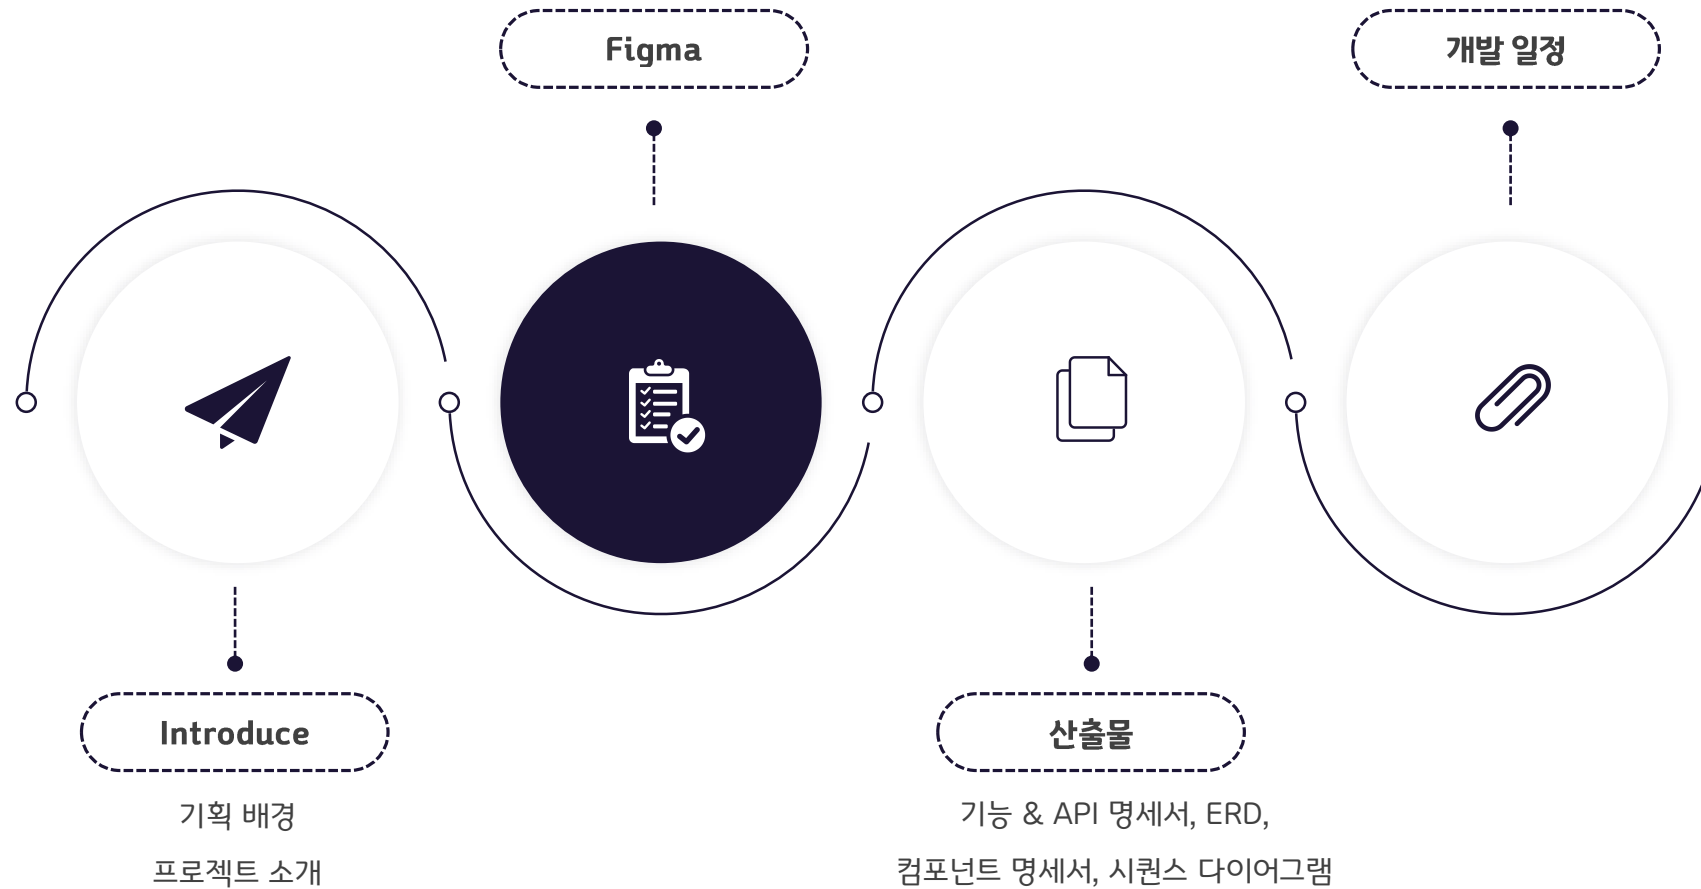 Figma
개발 일정
Introduce
기획 배경
프로젝트 소개
산출물
기능 & API 명세서, ERD,
컴포넌트 명세서, 시퀀스 다이어그램